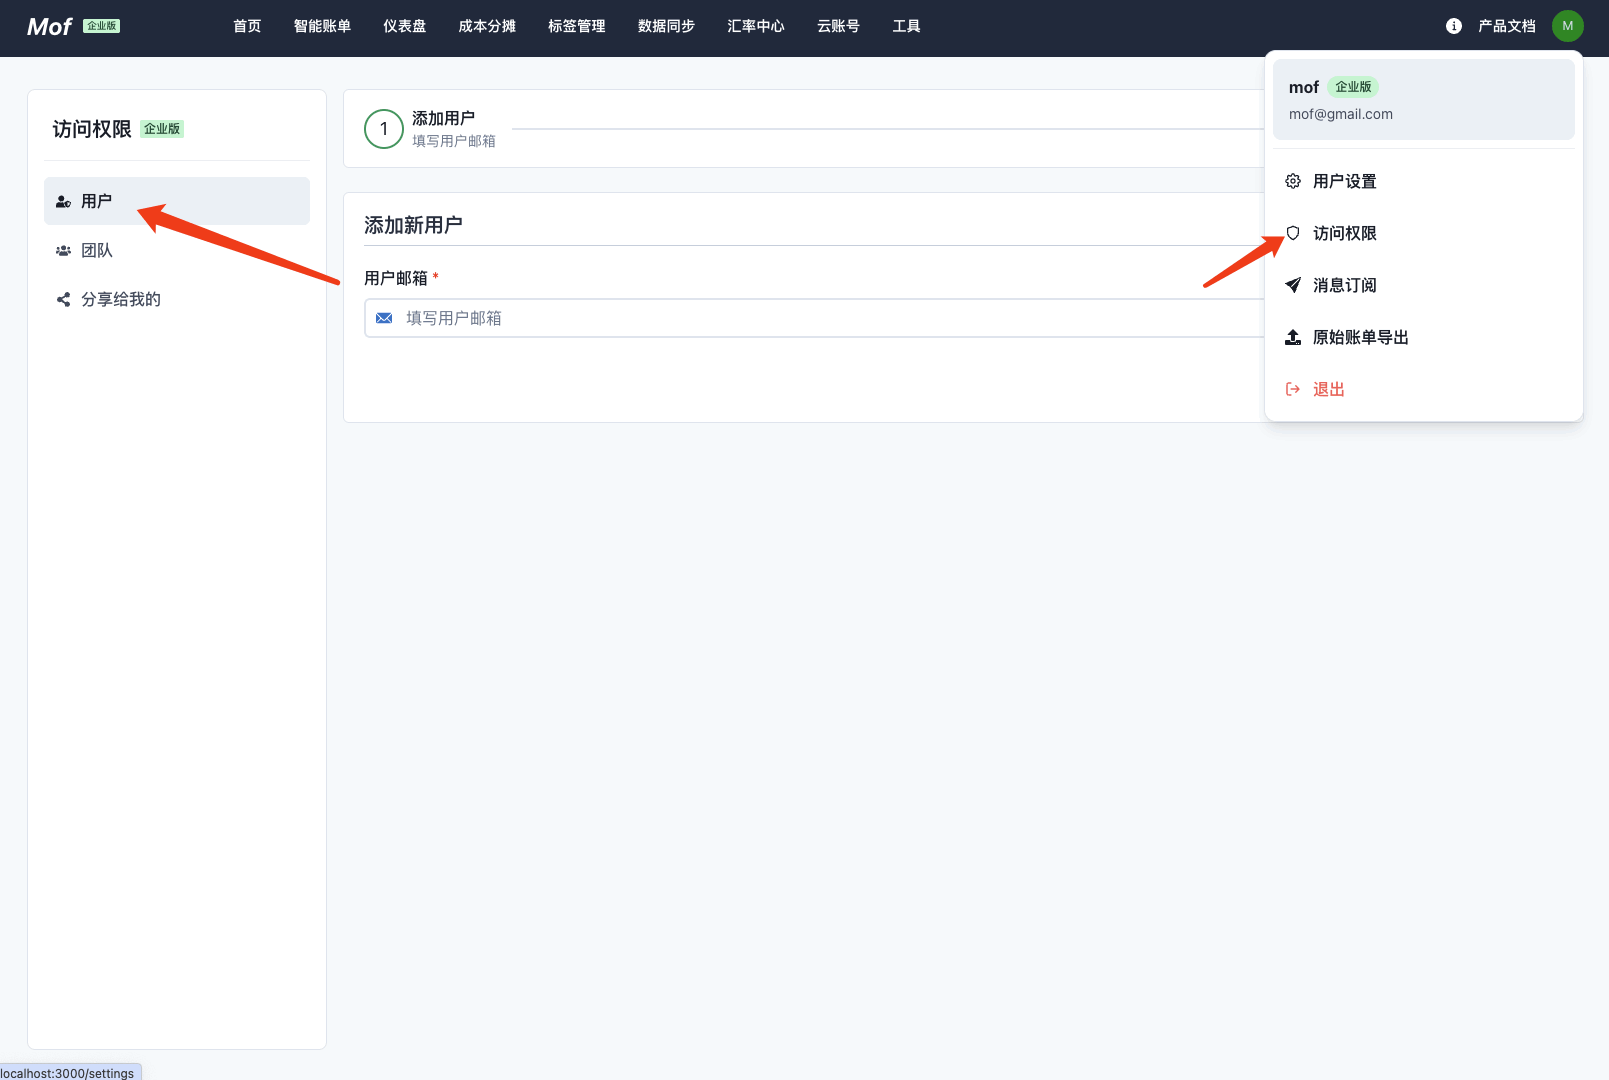 Mof 企业版
首页 智能账单 仪表盘 成本分摊 标签管理 数据同步 汇率中心 云账号 工具
产品文档 M
访问权限 企业版
用户
团队
分享给我的
1 添加用户
填写用户邮箱
添加新用户
用户邮箱 *
填写用户邮箱
mof 企业版
mof@gmail.com
用户设置
访问权限
消息订阅
原始账单导出
退出
localhost:3000/settings